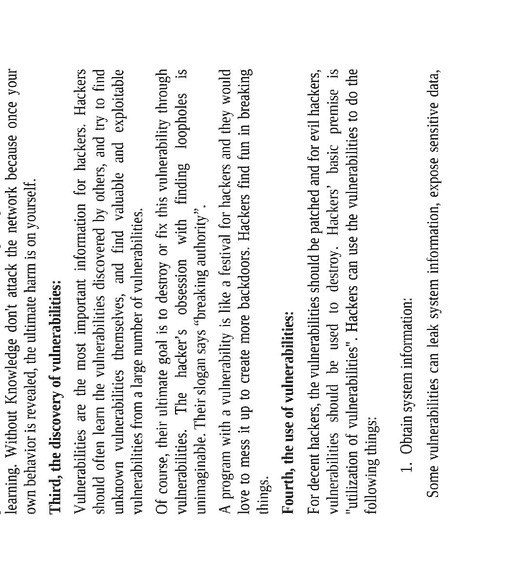 learning. Without Knowledge don't attack the network because once your
own behavior is revealed, the ultimate harm is on yourself.
Third, the discovery of vulnerabilities:
Vulnerabilities are the most important information for hackers. Hackers
should often learn the vulnerabilities discovered by others, and try to find
unknown vulnerabilities themselves, and find valuable and exploitable
vulnerabilities from a large number of vulnerabilities.
Of course, their ultimate goal is to destroy or fix this vulnerability through
vulnerabilities. The hacker's obsession with finding loopholes is
unimaginable. Their slogan says “breaking authority”.
A program with a vulnerability is like a festival for hackers and they would
love to mess it up to create more backdoors. Hackers find fun in breaking
things.
Fourth, the use of vulnerabilities:
For decent hackers, the vulnerabilities should be patched and for evil hackers,
vulnerabilities should be used to destroy. Hackers' basic premise is
"utilization of vulnerabilities". Hackers can use the vulnerabilities to do the
following things:
1. Obtain system information:
Some vulnerabilities can leak system information, expose sensitive data,